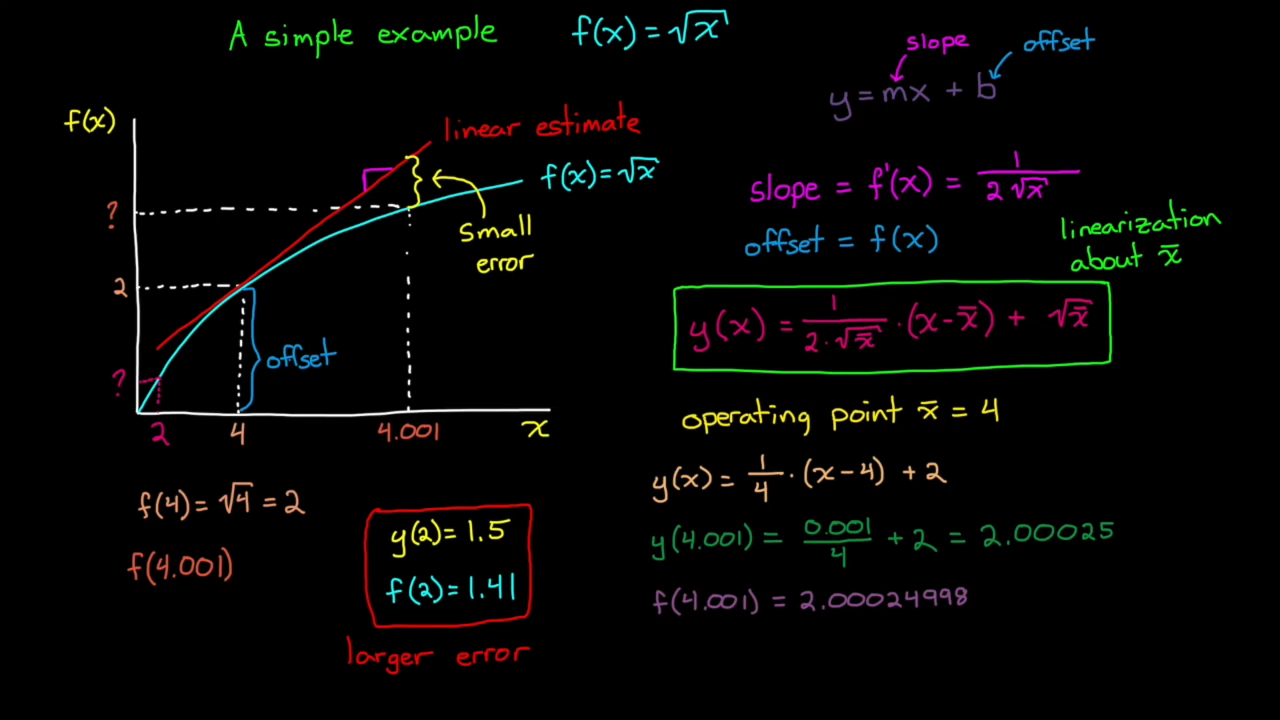 A simple example f(x) = √x
slope
offset
y = mx + b
f(x)
linear estimate
f(x) = √x
?
small
error
2
offset
?
2 4 4.001 x
slope = f'(x) = 1/(2√x)
offset = f(x)
linearization
about x̄
y(x) = 1/(2·√x̄) · (x - x̄) + √x̄
operating point x̄ = 4
y(x) = 1/4 · (x - 4) + 2
y(4.001) = 0.001/4 + 2 = 2.00025
f(4.001) = 2.00024998
f(4) = √4 = 2
f(4.001)
y(2) = 1.5
f(2) = 1.41
larger error